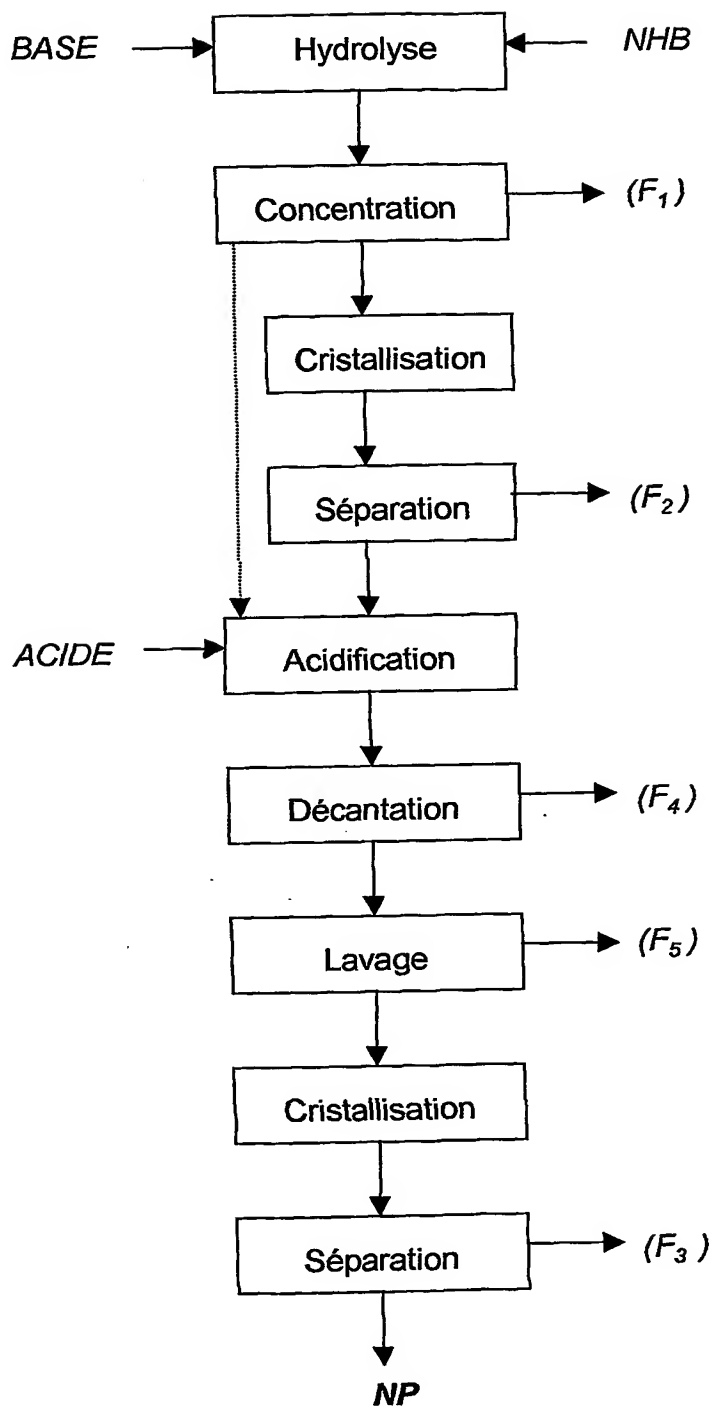 BASE
Hydrolyse
NHB
Concentration
(F1)
Cristallisation
Séparation
(F2)
ACIDE
Acidification
Décantation
(F4)
Lavage
(F5)
Cristallisation
Séparation
(F3 )
NP